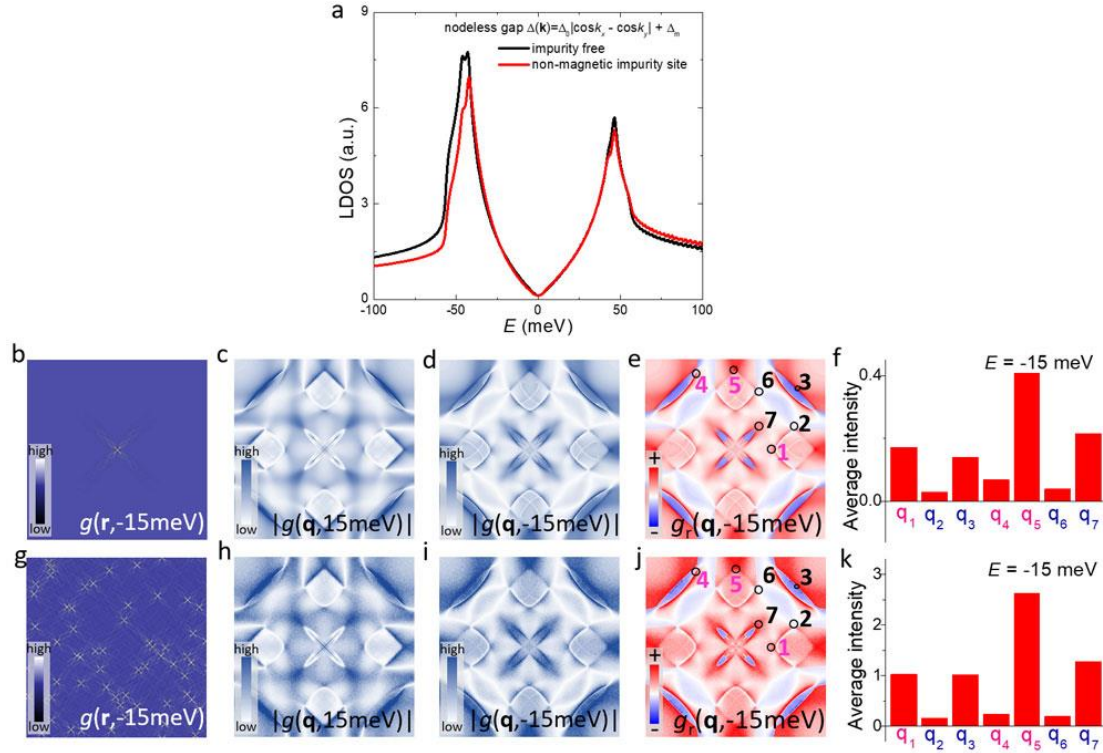 a
nodeless gap Δ(k)=Δ₀|coskₓ - coskᵧ| + Δₘ
impurity free
non-magnetic impurity site
LDOS (a.u.)
9
6
3
0
-100 -50 0 50 100
E (meV)
b
high
low
g(r,-15meV)
c
high
low
|g(q,15meV)|
d
high
low
|g(q,-15meV)|
e
4 5 6 3
7 2
1
+
-
gᵣ(q,-15meV)
f
E = -15 meV
Average intensity
0.4
0.0
q₁ q₂ q₃ q₄ q₅ q₆ q₇
g
high
low
g(r,-15meV)
h
high
low
|g(q,15meV)|
i
high
low
|g(q,-15meV)|
j
4 5 6 3
7 2
1
+
-
gᵣ(q,-15meV)
k
E = -15 meV
Average intensity
3
2
1
0
q₁ q₂ q₃ q₄ q₅ q₆ q₇